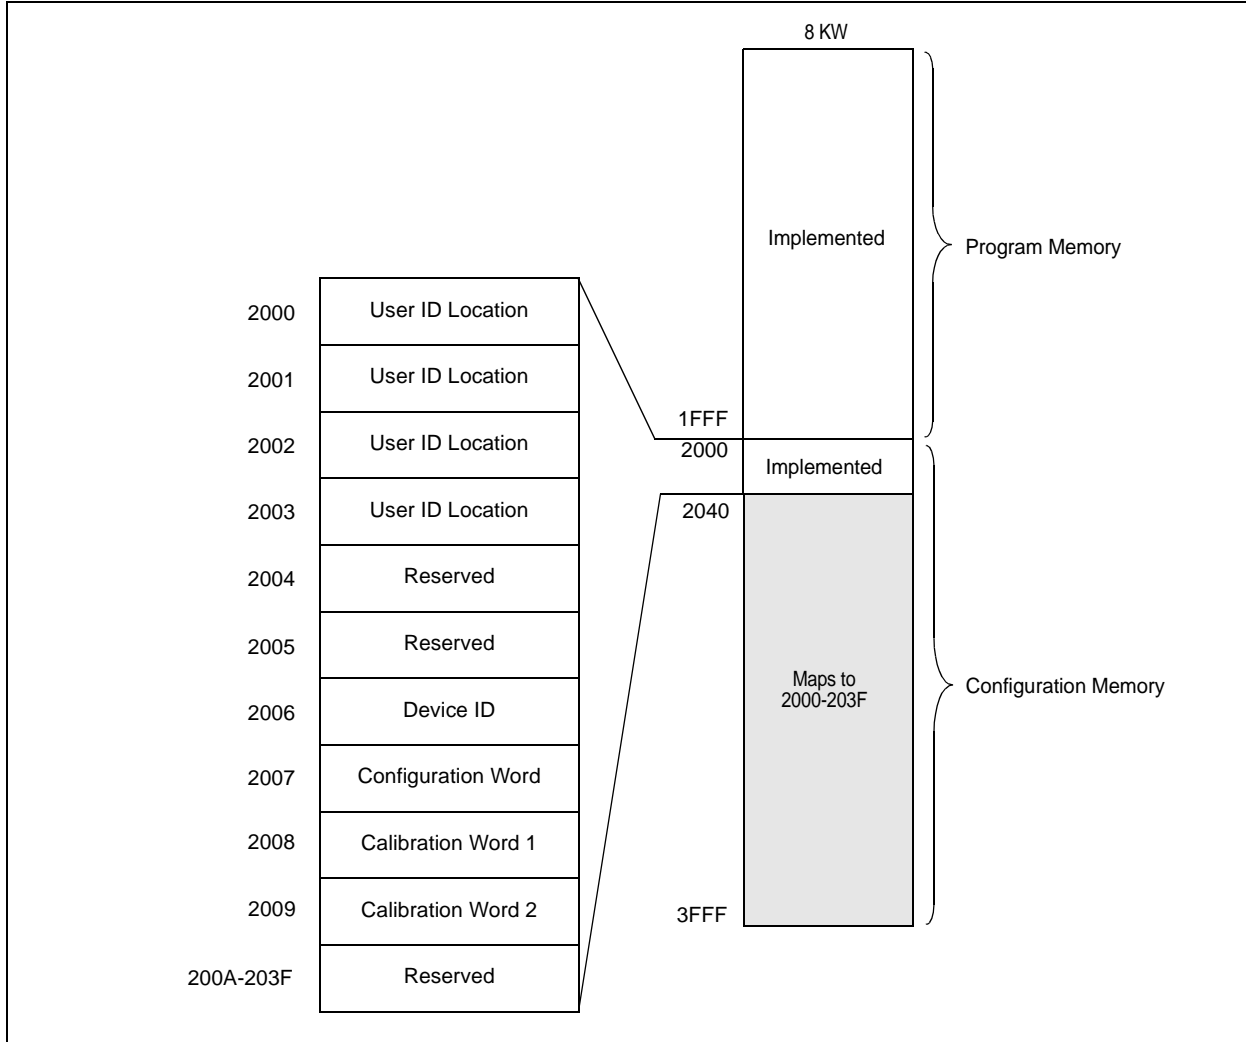 8 KW
Implemented
Program Memory
2000 User ID Location
2001 User ID Location
2002 User ID Location
2003 User ID Location
2004 Reserved
2005 Reserved
2006 Device ID
2007 Configuration Word
2008 Calibration Word 1
2009 Calibration Word 2
200A-203F Reserved
1FFF
2000
Implemented
2040
Maps to
2000-203F
Configuration Memory
3FFF